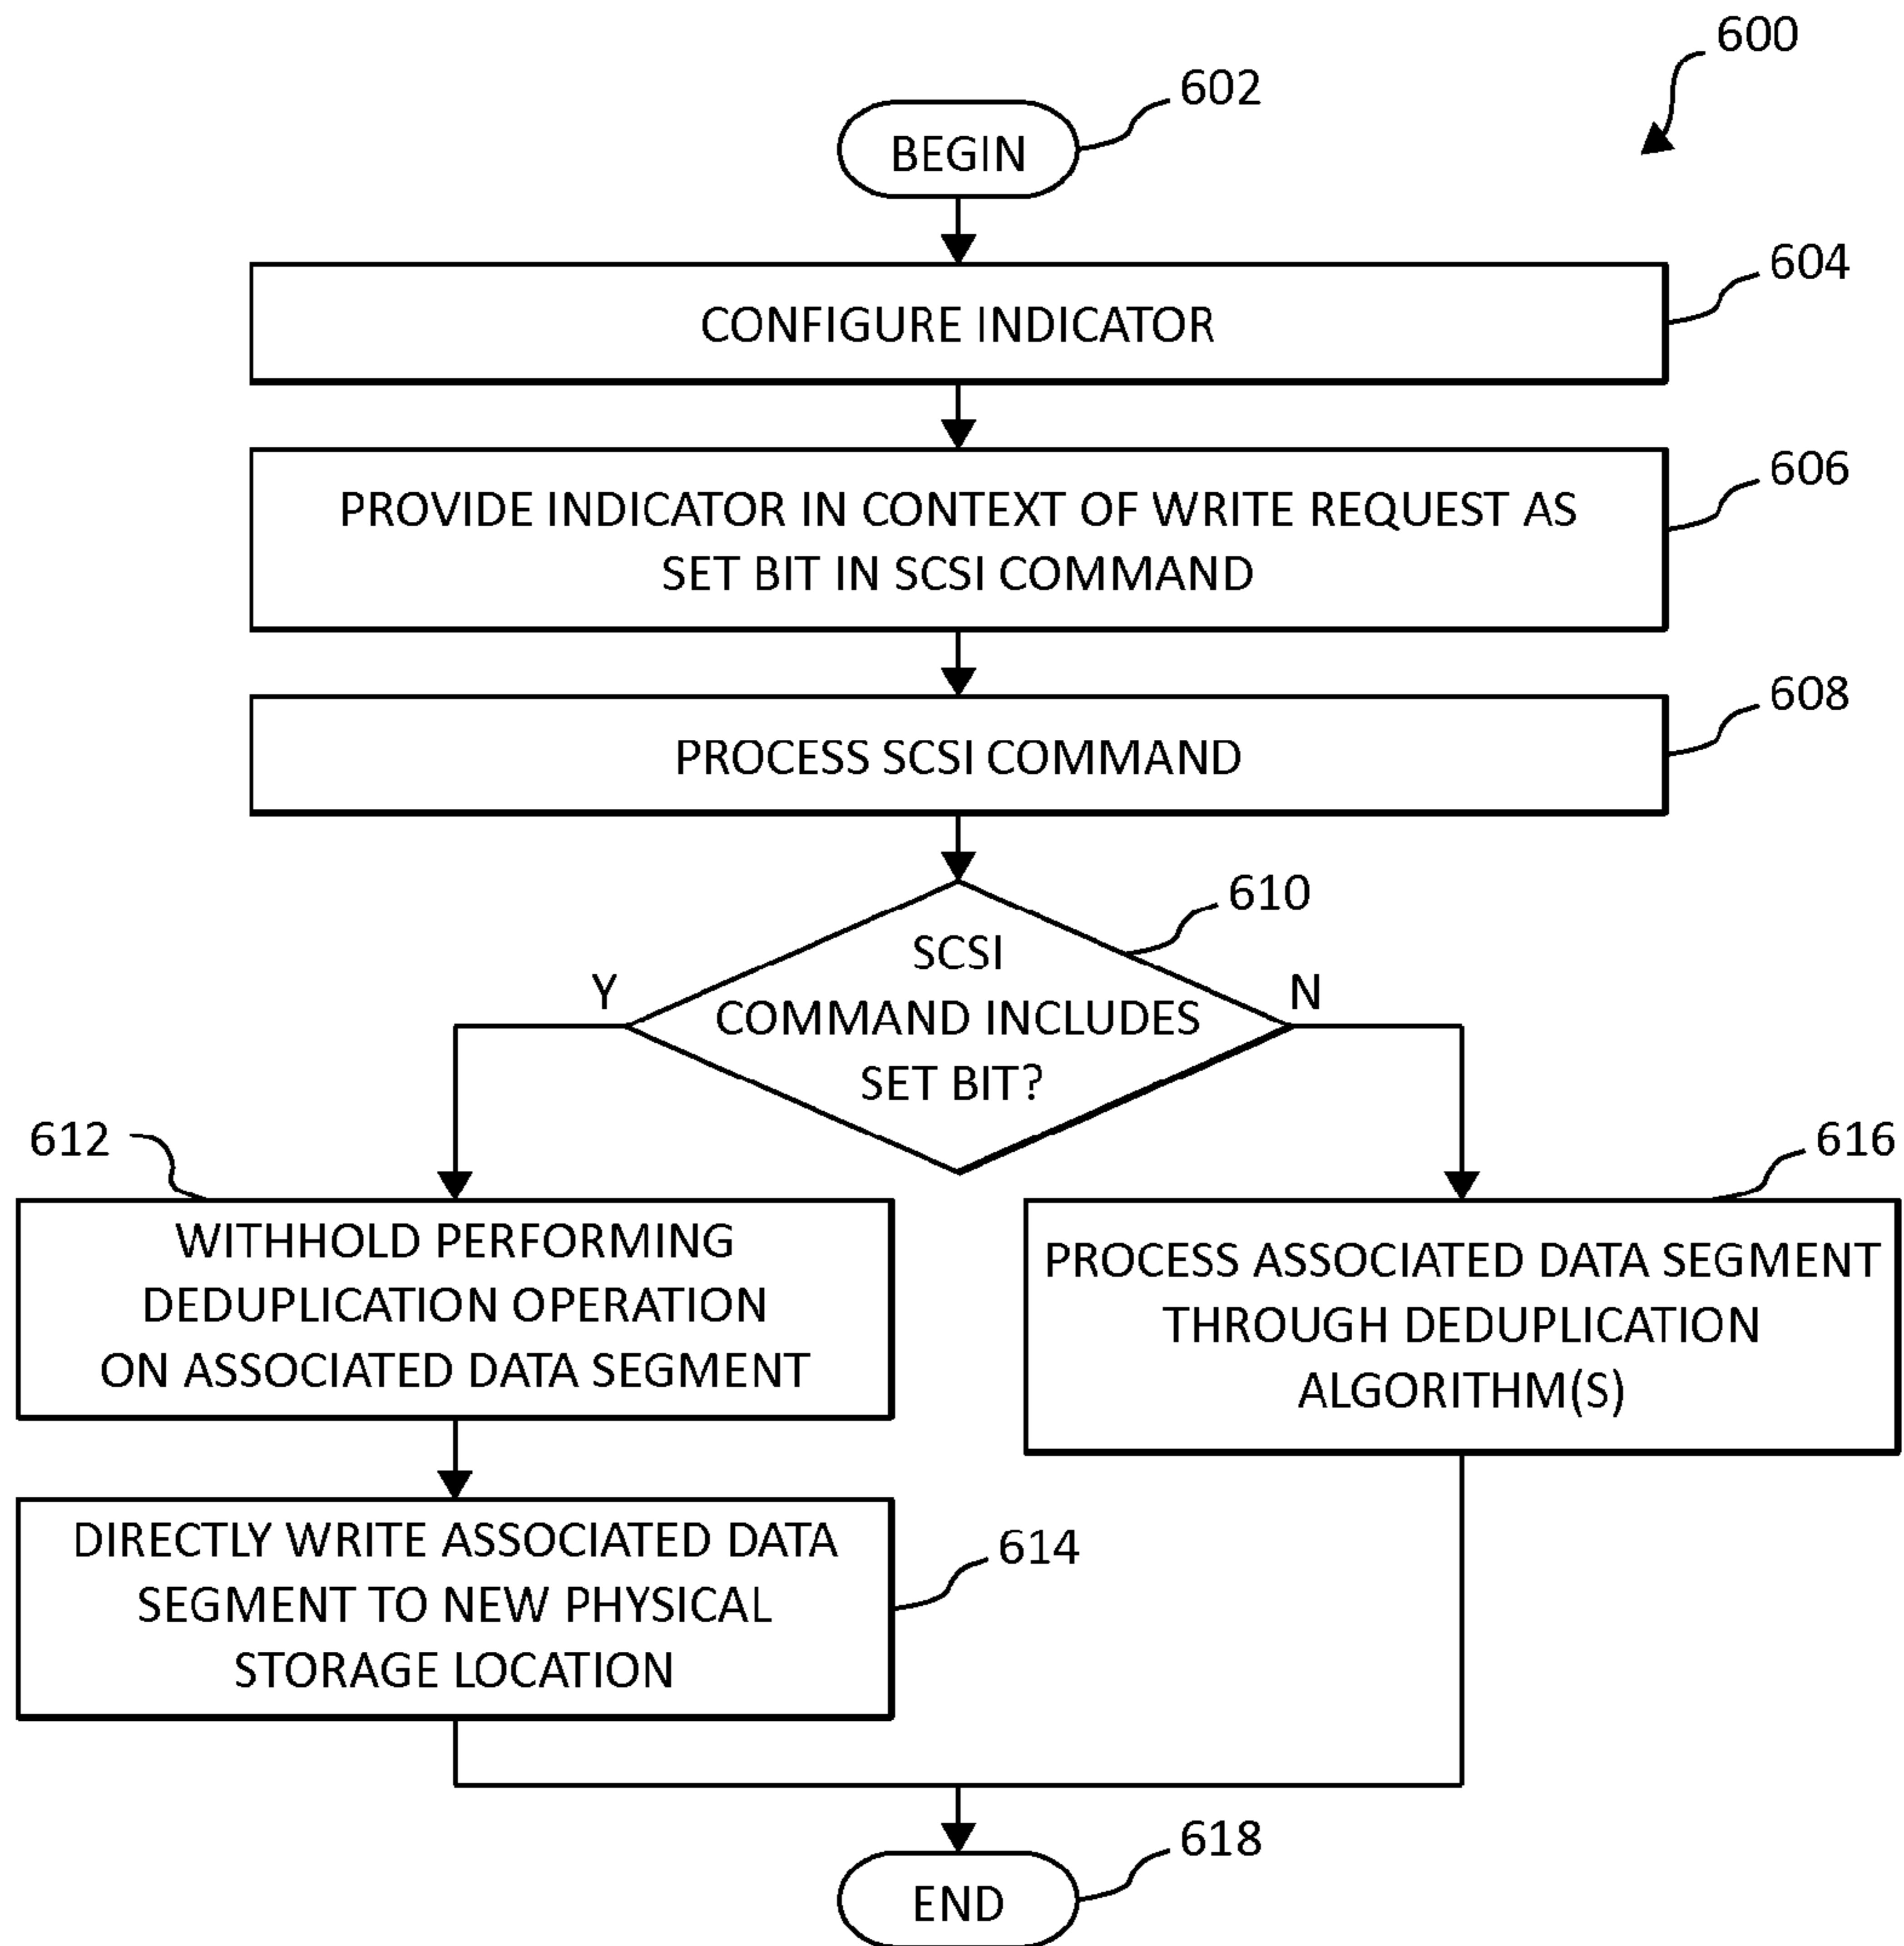 600
602
BEGIN
604
CONFIGURE INDICATOR
606
PROVIDE INDICATOR IN CONTEXT OF WRITE REQUEST AS
SET BIT IN SCSI COMMAND
608
PROCESS SCSI COMMAND
610
SCSI
COMMAND INCLUDES
SET BIT?
Y
N
612
WITHHOLD PERFORMING
DEDUPLICATION OPERATION
ON ASSOCIATED DATA SEGMENT
616
PROCESS ASSOCIATED DATA SEGMENT
THROUGH DEDUPLICATION
ALGORITHM(S)
DIRECTLY WRITE ASSOCIATED DATA
SEGMENT TO NEW PHYSICAL
STORAGE LOCATION
614
618
END